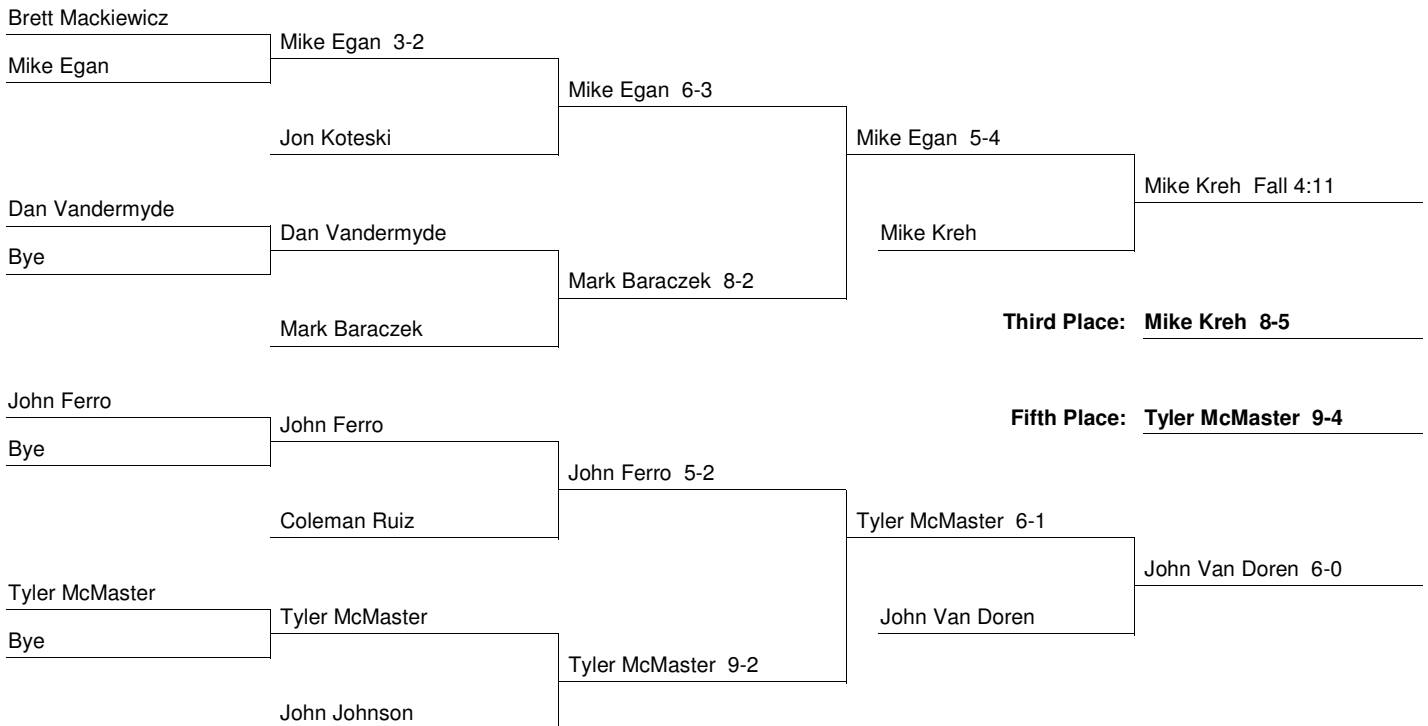 Brett Mackiewicz
Mike Egan 3-2
Mike Egan
Mike Egan 6-3
Jon Koteski
Mike Egan 5-4
Mike Kreh Fall 4:11
Dan Vandermyde
Dan Vandermyde
Mike Kreh
Bye
Mark Baraczek 8-2
Mark Baraczek
Third Place: Mike Kreh 8-5
John Ferro
John Ferro
Fifth Place: Tyler McMaster 9-4
Bye
John Ferro 5-2
Coleman Ruiz
Tyler McMaster 6-1
John Van Doren 6-0
Tyler McMaster
Tyler McMaster
John Van Doren
Bye
Tyler McMaster 9-2
John Johnson